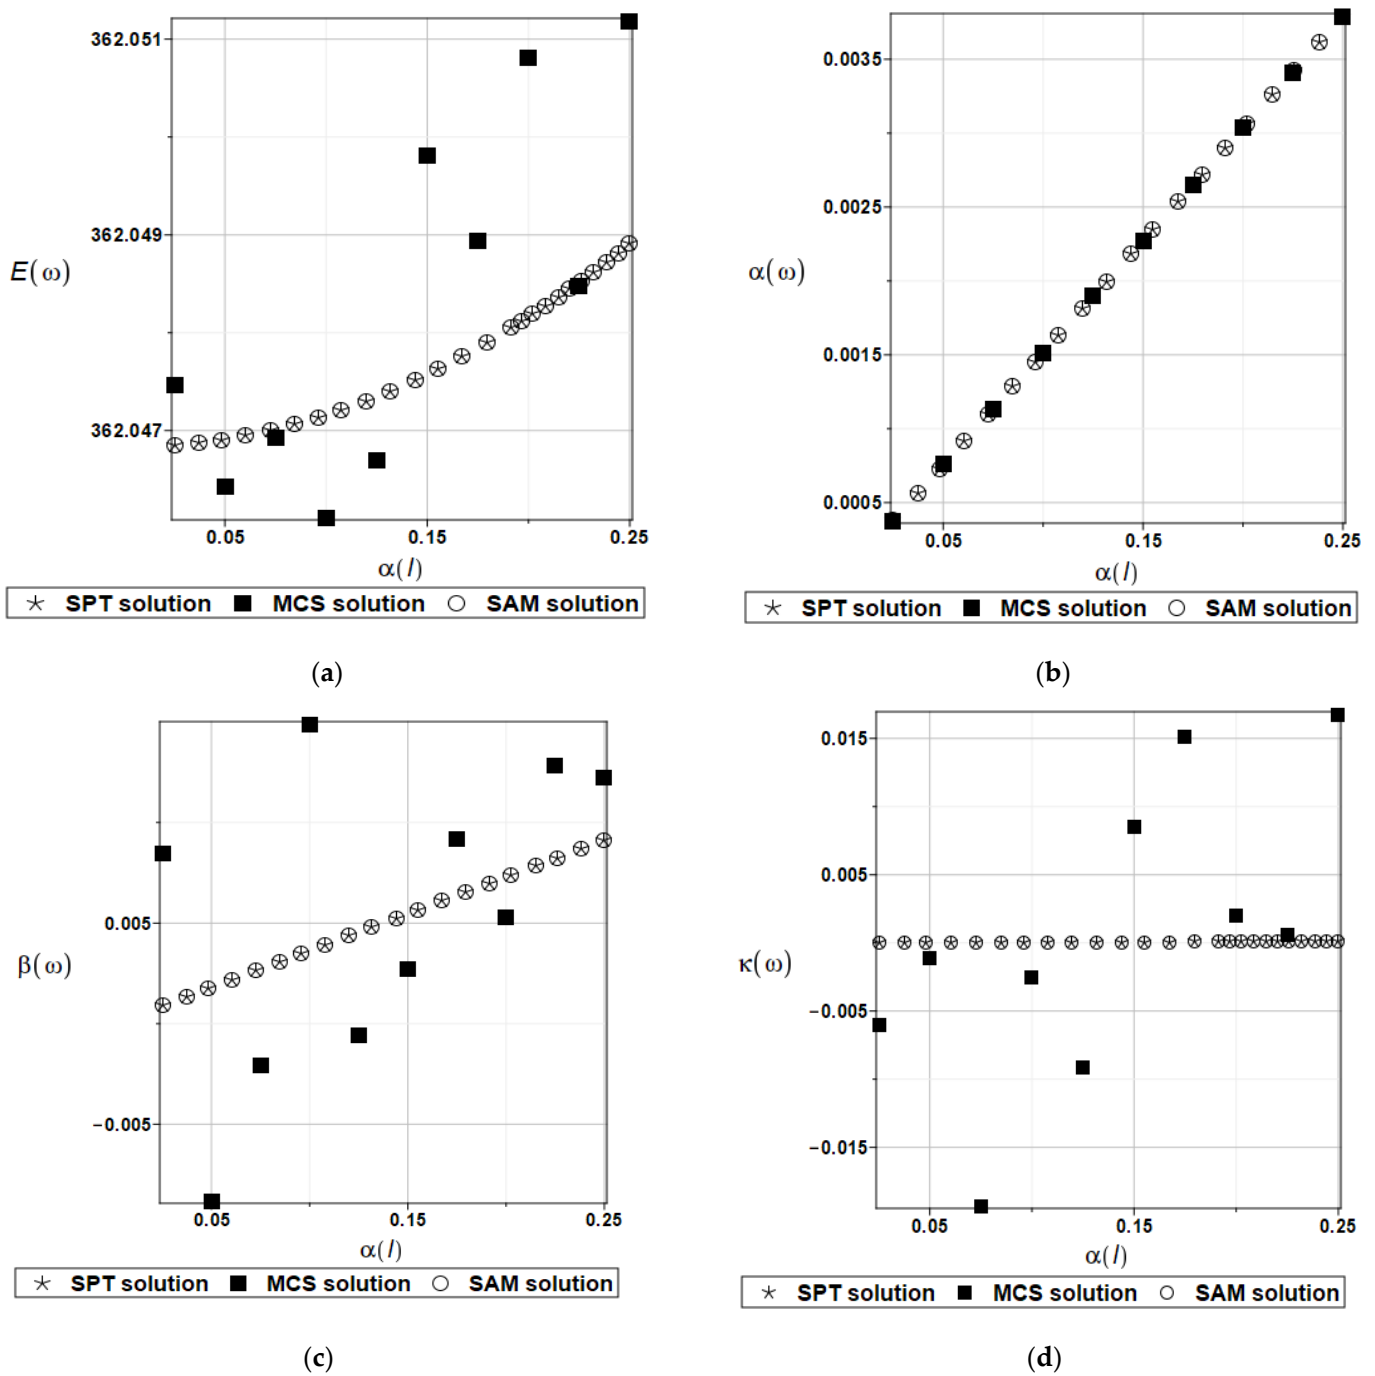 362.051
362.049
E(ω)
362.047
0.05 0.15 0.25
α(l)
SPT solution MCS solution SAM solution
(a)
0.0035
0.0025
α(ω)
0.0015
0.0005
0.05 0.15 0.25
α(l)
SPT solution MCS solution SAM solution
(b)
0.005
β(ω)
−0.005
0.05 0.15 0.25
α(l)
SPT solution MCS solution SAM solution
(c)
0.015
0.005
κ(ω)
−0.005
−0.015
0.05 0.15 0.25
α(l)
SPT solution MCS solution SAM solution
(d)